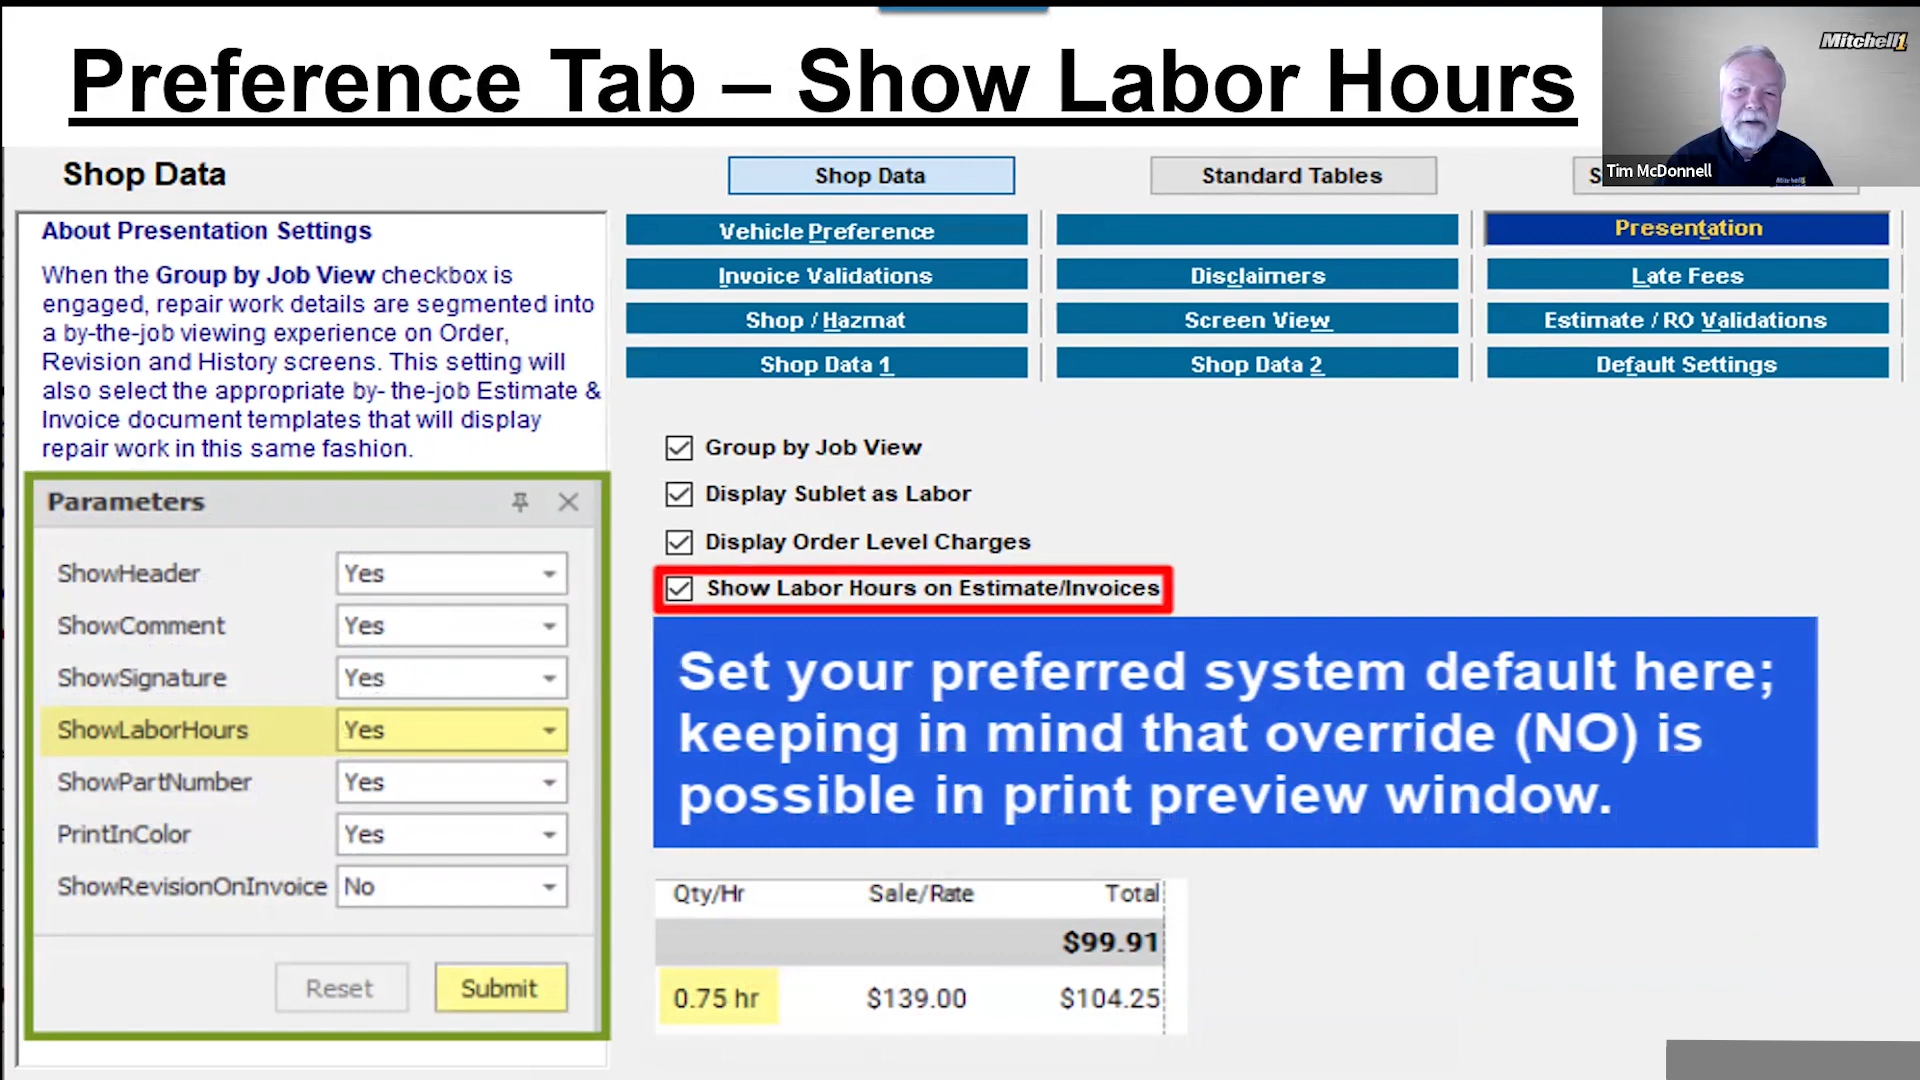 Preference Tab – Show Labor Hours
Mitchell1
Tim McDonnell
Shop Data
Shop Data
Standard Tables
S
About Presentation Settings
When the Group by Job View checkbox is
engaged, repair work details are segmented into
a by-the-job viewing experience on Order,
Revision and History screens. This setting will
also select the appropriate by- the-job Estimate &
Invoice document templates that will display
repair work in this same fashion.
Vehicle Preference
Presentation
Invoice Validations
Disclaimers
Late Fees
Shop / Hazmat
Screen View
Estimate / RO Validations
Shop Data 1
Shop Data 2
Default Settings
Group by Job View
Display Sublet as Labor
Display Order Level Charges
Show Labor Hours on Estimate/Invoices
Parameters
ShowHeader Yes
ShowComment Yes
ShowSignature Yes
ShowLaborHours Yes
ShowPartNumber Yes
PrintInColor Yes
ShowRevisionOnInvoice No
Reset Submit
Set your preferred system default here;
keeping in mind that override (NO) is
possible in print preview window.
Qty/Hr Sale/Rate Total
$99.91
0.75 hr $139.00 $104.25